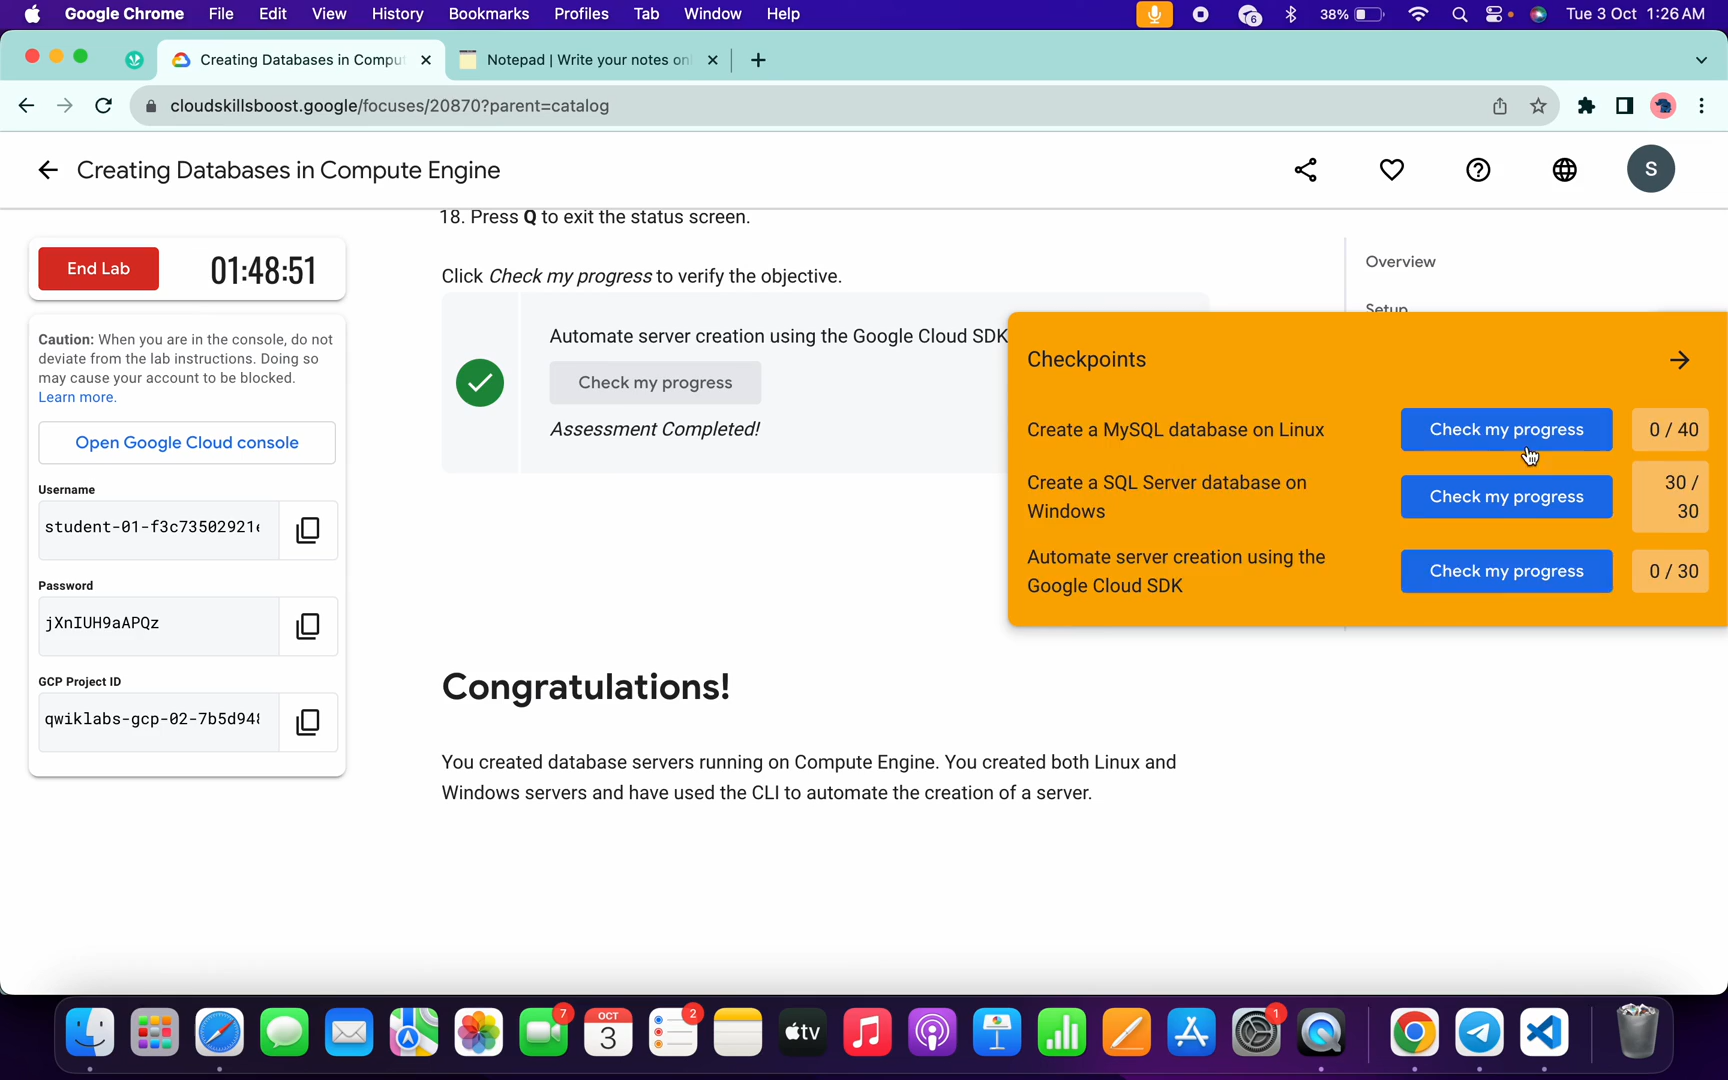 Google Chrome File Edit View History Bookmarks Profiles Tab Window Help 6 38% Tue 3 Oct 1:26 AM
Creating Databases in Comput Notepad | Write your notes onl
cloudskillsboost.google/focuses/20870?parent=catalog
Creating Databases in Compute Engine
S
18. Press Q to exit the status screen.
End Lab
01:48:51
Caution: When you are in the console, do not
deviate from the lab instructions. Doing so
may cause your account to be blocked.
Learn more.
Open Google Cloud console
Username
student-01-f3c73502921e
Password
jXnIUH9aAPQz
GCP Project ID
qwiklabs-gcp-02-7b5d948
Click Check my progress to verify the objective.
Automate server creation using the Google Cloud SDK
Check my progress
Assessment Completed!
Congratulations!
You created database servers running on Compute Engine. You created both Linux and
Windows servers and have used the CLI to automate the creation of a server.
Overview
Setup
Checkpoints
Create a MySQL database on Linux
Check my progress
0 / 40
Create a SQL Server database on
Windows
Check my progress
30 /
30
Automate server creation using the
Google Cloud SDK
Check my progress
0 / 30
7
OCT
3
2
tv
1